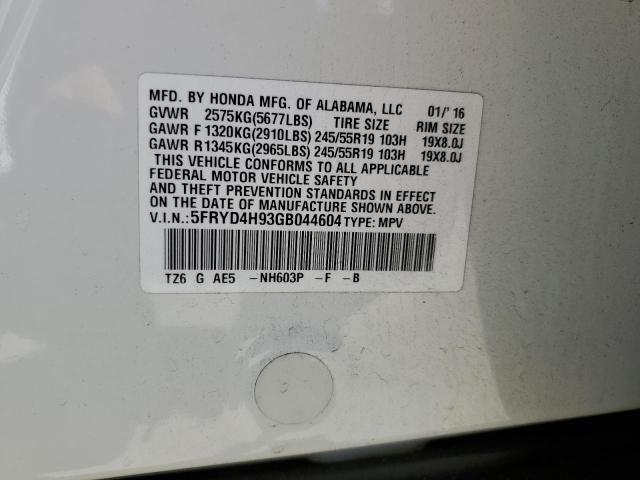 MFD. BY HONDA MFG. OF ALABAMA, LLC 01/' 16
GVWR 2575KG(5677LBS) TIRE SIZE RIM SIZE
GAWR F 1320KG(2910LBS) 245/55R19 103H 19X8.0J
GAWR R 1345KG(2965LBS) 245/55R19 103H 19X8.0J
THIS VEHICLE CONFORMS TO ALL APPLICABLE
FEDERAL MOTOR VEHICLE SAFETY
AND THEFT PREVENTION STANDARDS IN EFFECT
ON THE DATE OF MANUFACTURE SHOWN ABOVE.
V.I.N.: 5FRYD4H93GB044604 TYPE: MPV
TZ6 G AE5 -NH603P -F -B